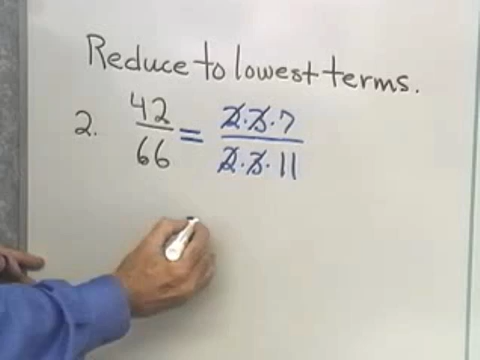 Reduce to lowest terms.
2. 42/66 = 2·3·7/2·3·11